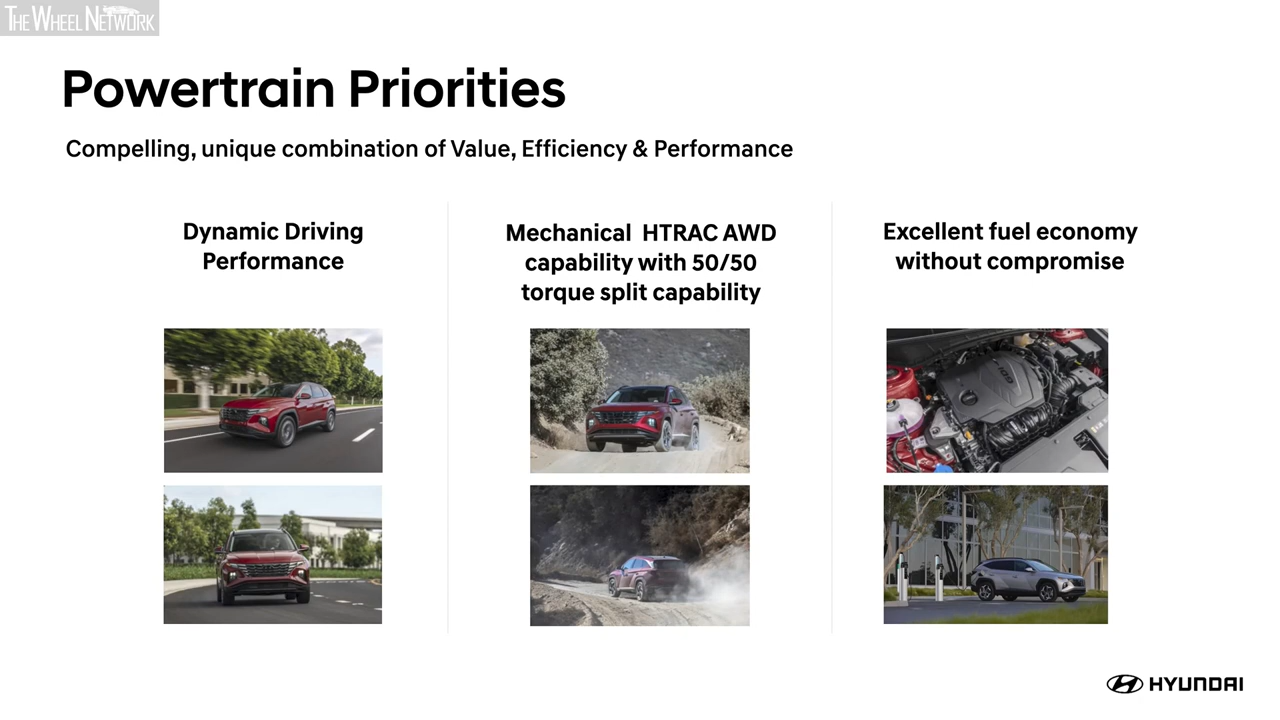 THE WHEEL NETWORK
Powertrain Priorities
Compelling, unique combination of Value, Efficiency & Performance
Dynamic Driving
Performance
Mechanical HTRAC AWD
capability with 50/50
torque split capability
Excellent fuel economy
without compromise
GDi
HYUNDAI